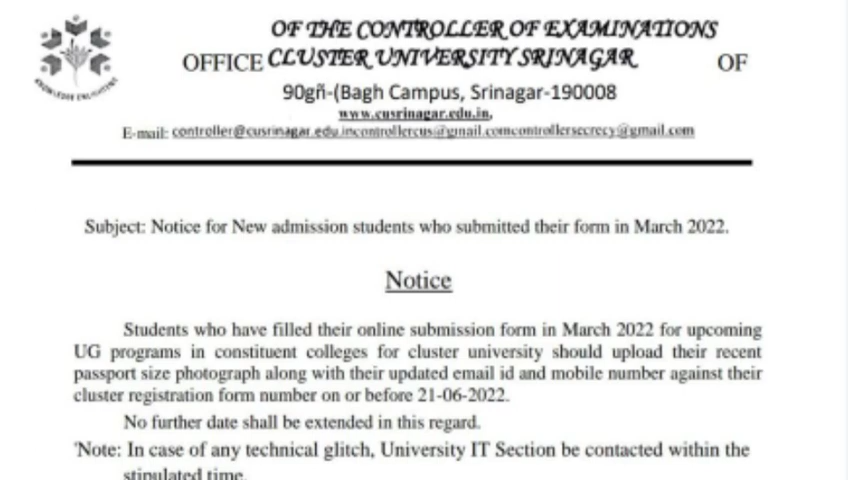 OF THE CONTROLLER OF EXAMINATIONS
OFFICE CLUSTER UNIVERSITY SRINAGAR OF
90gñ-(Bagh Campus, Srinagar-190008
www.cusrinagar.edu.in,
E-mail: controller@cusrinagar.edu.incontrollercus@gmail.comcontrollersecrecy@gmail.com
Subject: Notice for New admission students who submitted their form in March 2022.
Notice
Students who have filled their online submission form in March 2022 for upcoming
UG programs in constituent colleges for cluster university should upload their recent
passport size photograph along with their updated email id and mobile number against their
cluster registration form number on or before 21-06-2022.
No further date shall be extended in this regard.
'Note: In case of any technical glitch, University IT Section be contacted within the
stipulated time.